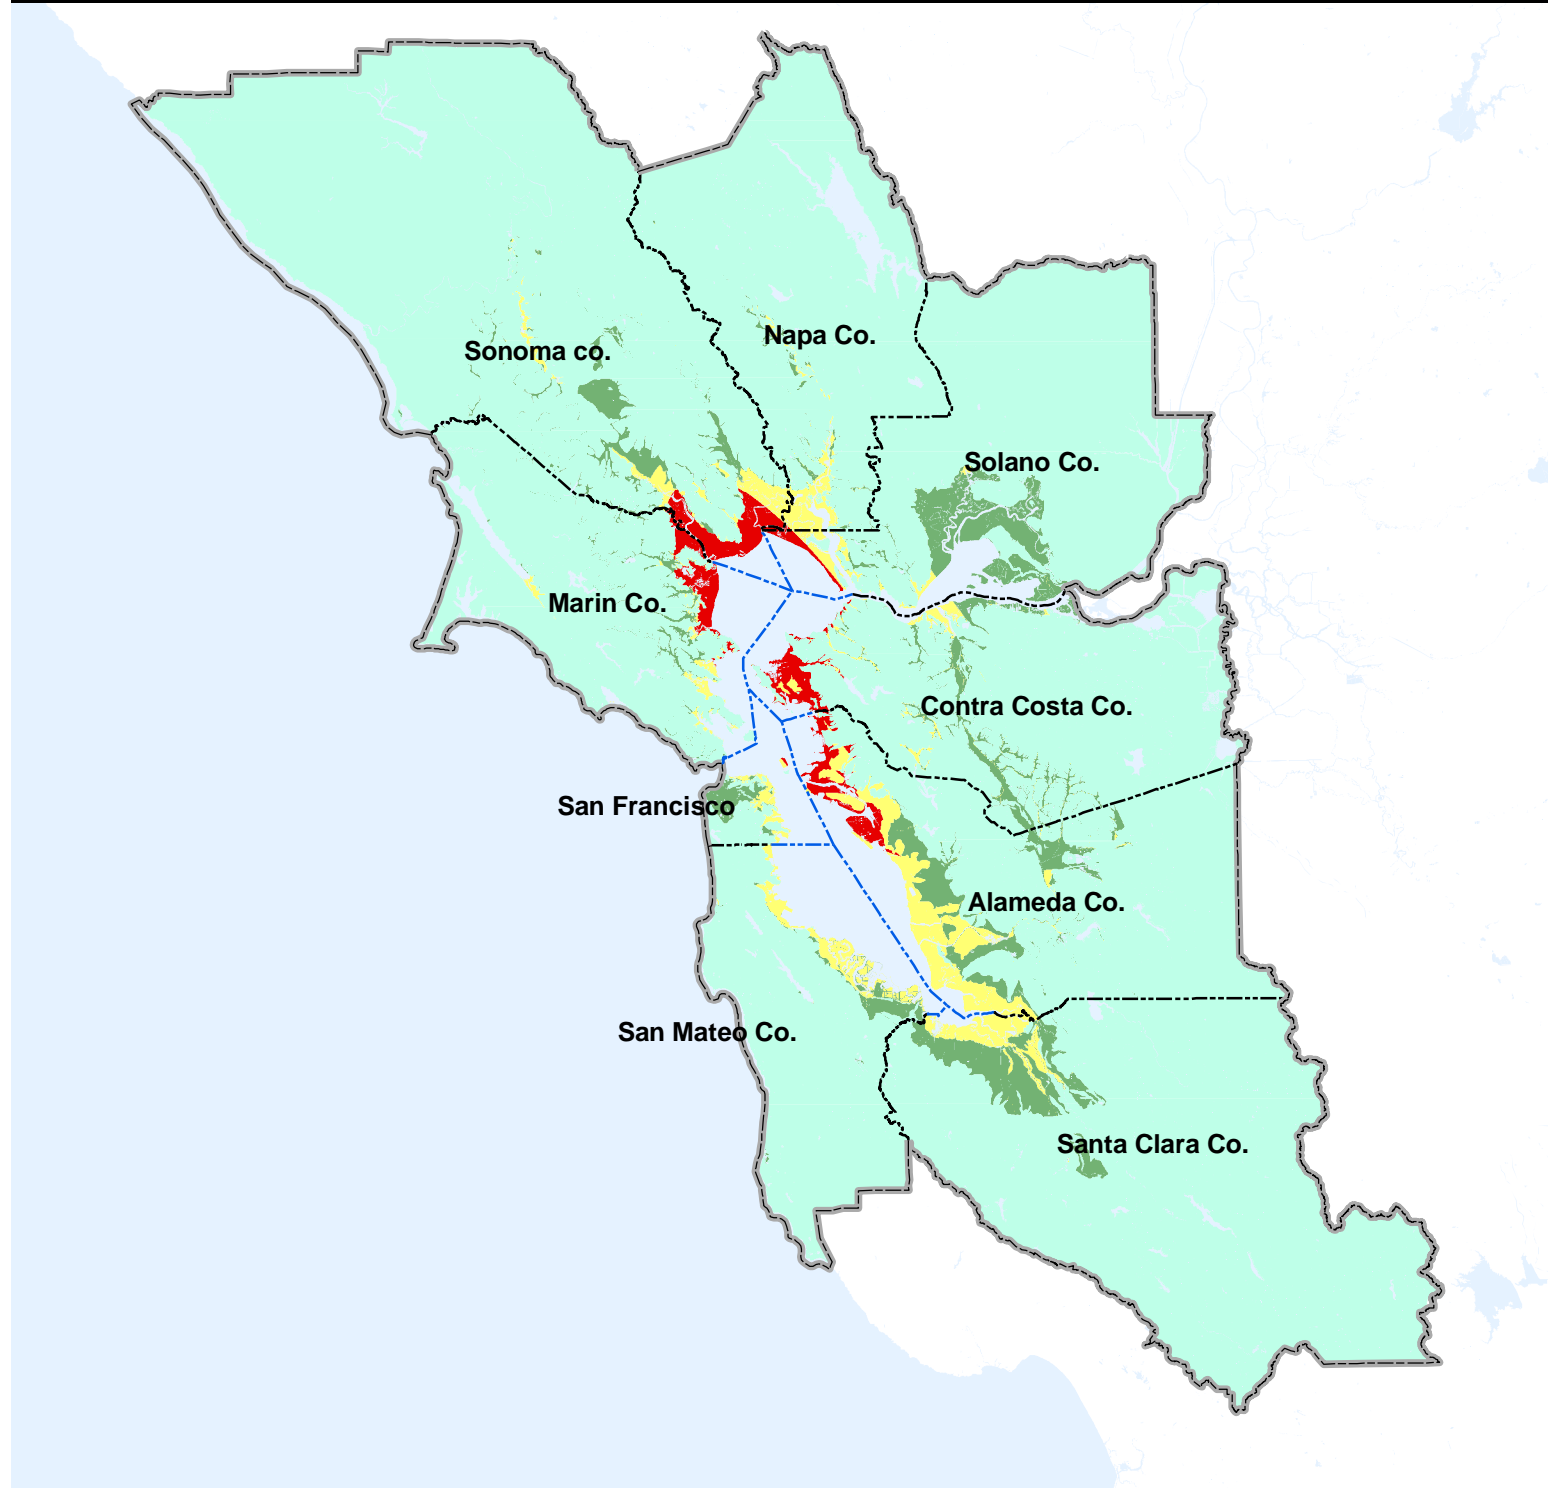 Napa Co.
Sonoma co.
Solano Co.
Marin Co.
Contra Costa Co.
San Francisco
Alameda Co.
San Mateo Co.
Santa Clara Co.